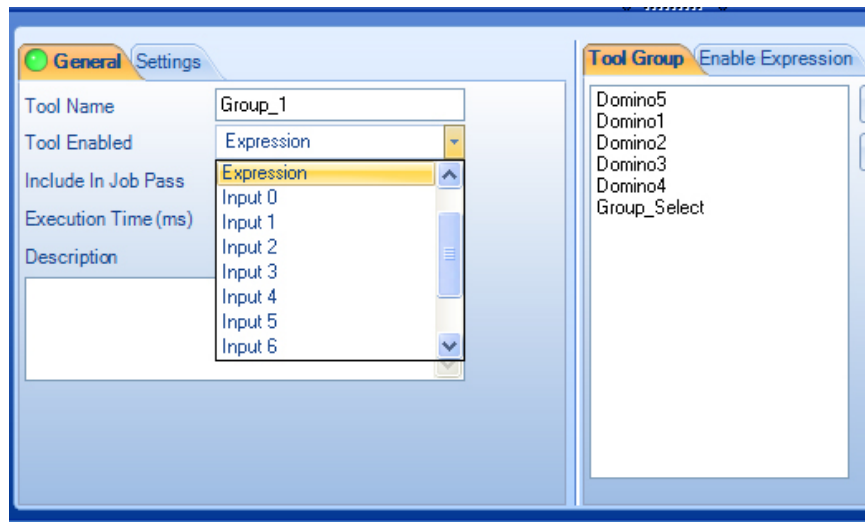 General Settings
Tool Name Group_1
Tool Enabled Expression
Include In Job Pass
Execution Time (ms)
Description
Expression
Input 0
Input 1
Input 2
Input 3
Input 4
Input 5
Input 6
Tool Group Enable Expression
Domino5
Domino1
Domino2
Domino3
Domino4
Group_Select